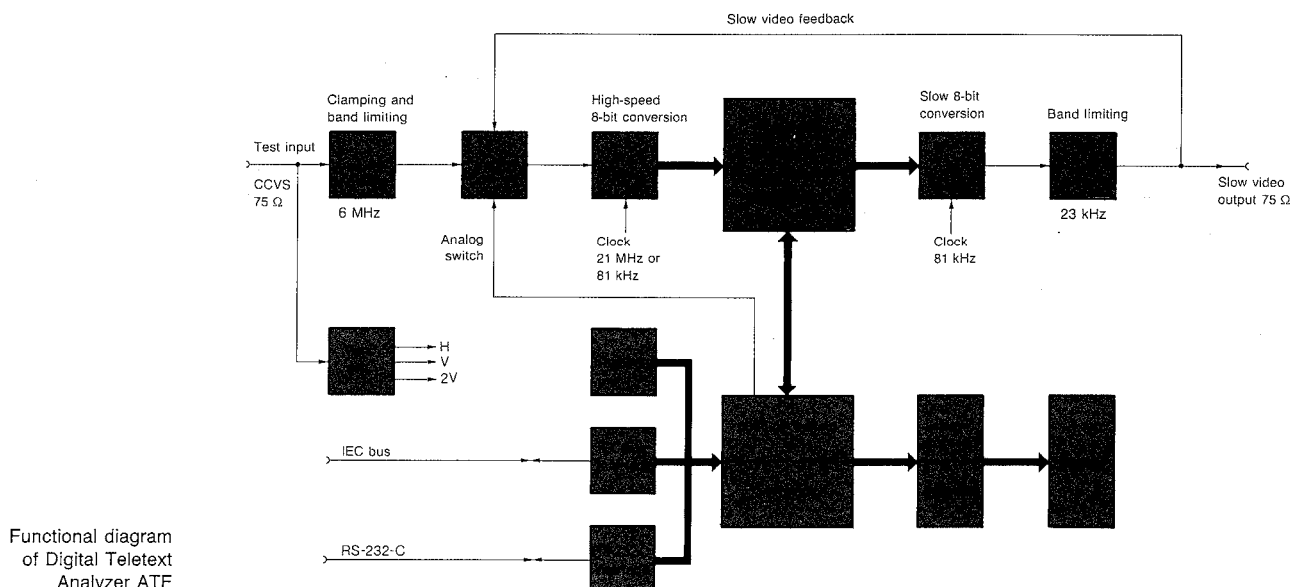 Slow video feedback
Clamping and
band limiting
High-speed
8-bit conversion
Slow 8-bit
conversion
Band limiting
Test input
CCVS
75 Ω
6 MHz
Analog
switch
Clock
21 MHz or
81 kHz
Clock
81 kHz
23 kHz
Slow video
output 75 Ω
H
V
2V
IEC bus
RS-232-C
Functional diagram
of Digital Teletext
Analyzer ATF